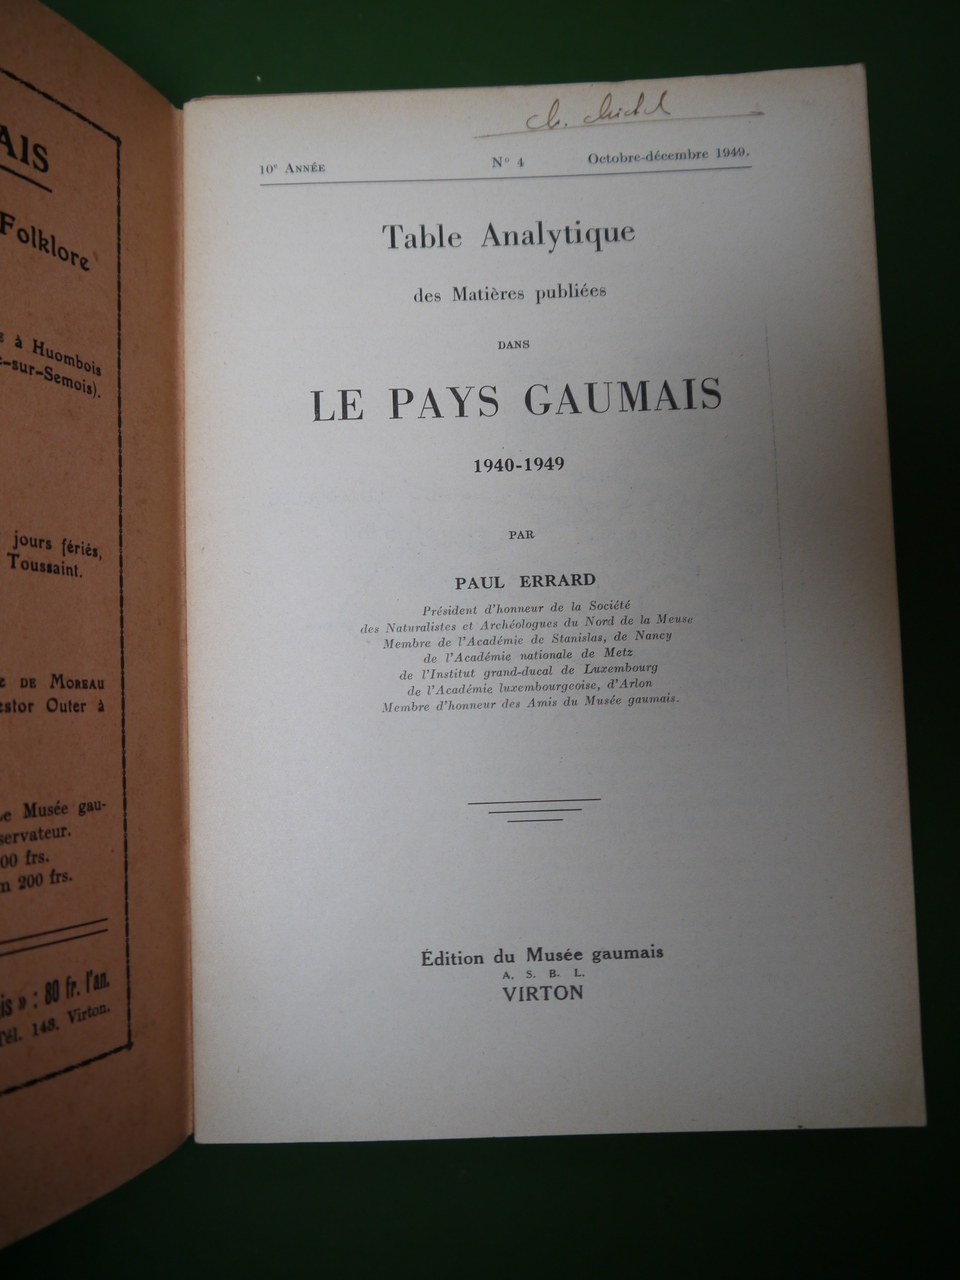 AIS
Folklore
à Huombois
-sur-Semois).
jours fériés,
Toussaint.
DE MOREAU
Outer à
Musée gau-
servateur.
00 frs.
200 frs.
is » : 80 fr. l'an.
Tél. 148. Virton.
10e ANNÉE
N° 4
Octobre-décembre 1949.
Table Analytique
des Matières publiées
DANS
LE PAYS GAUMAIS
1940-1949
PAR
PAUL ERRARD
Président d'honneur de la Société
des Naturalistes et Archéologues du Nord de la Meuse
Membre de l'Académie de Stanislas, de Nancy
de l'Académie nationale de Metz
de l'Institut grand-ducal de Luxembourg
de l'Académie luxembourgeoise, d'Arlon
Membre d'honneur des Amis du Musée gaumais.
Édition du Musée gaumais
A. S. B. L.
VIRTON